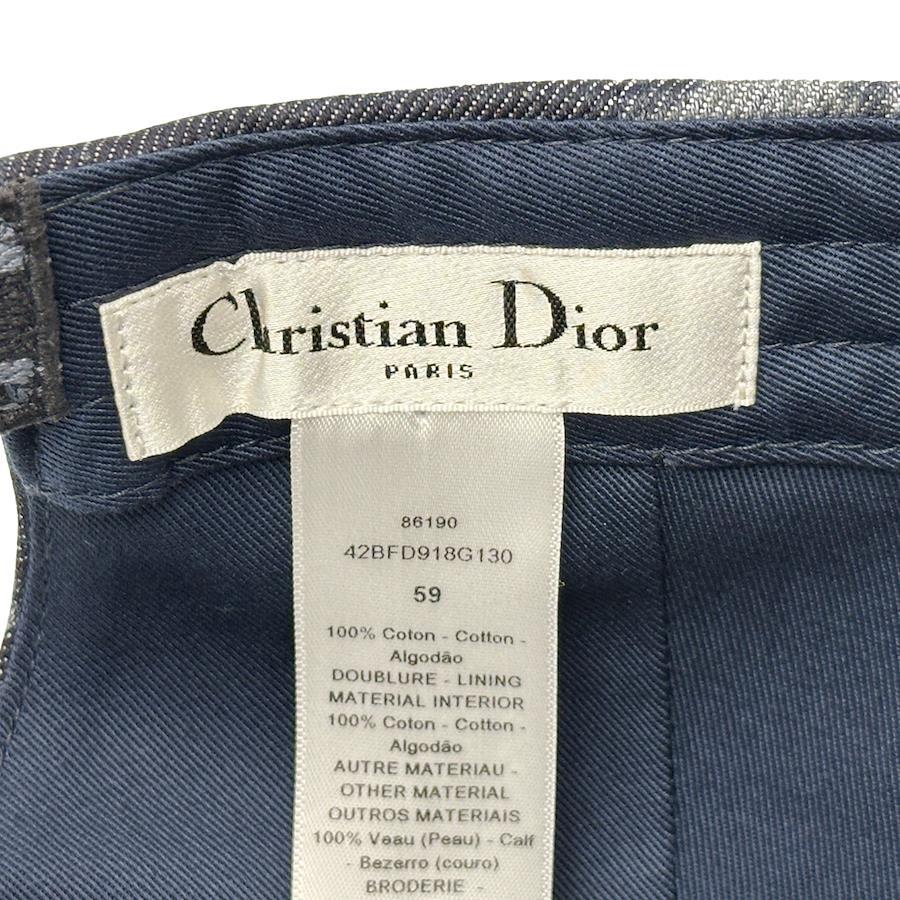 Christian Dior
PARIS
86190
42BFD918G130
59
100% Coton - Cotton -
Algodão
DOUBLURE - LINING
MATERIAL INTERIOR
100% Coton - Cotton -
Algodão
AUTRE MATERIAU -
OTHER MATERIAL
OUTROS MATERIAIS
100% Veau (Peau) - Calf
- Bezerro (couro)
BRODERIE -